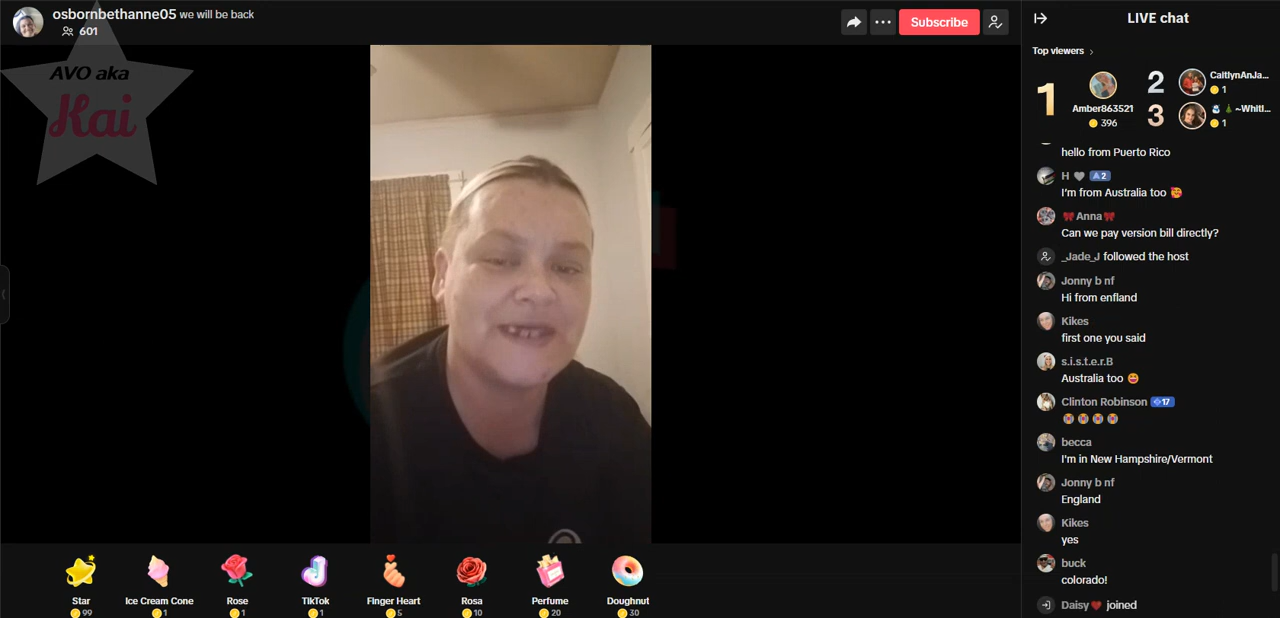 osbornbethanne05 we will be back
601
Subscribe
AVO aka
Kai
LIVE chat
Top viewers
1
Amber863521
396
2
CaitlynAnJa...
1
3
~Whitl...
1
hello from Puerto Rico
H A 2
I'm from Australia too
Anna
Can we pay version bill directly?
_Jade_J followed the host
Jonny b nf
Hi from enfland
Kikes
first one you said
s.i.s.t.e.r.B
Australia too
Clinton Robinson 17
becca
I'm in New Hampshire/Vermont
Jonny b nf
England
Kikes
yes
buck
colorado!
Daisy joined
Star
99
Ice Cream Cone
1
Rose
1
TikTok
1
Finger Heart
5
Rosa
10
Perfume
20
Doughnut
30